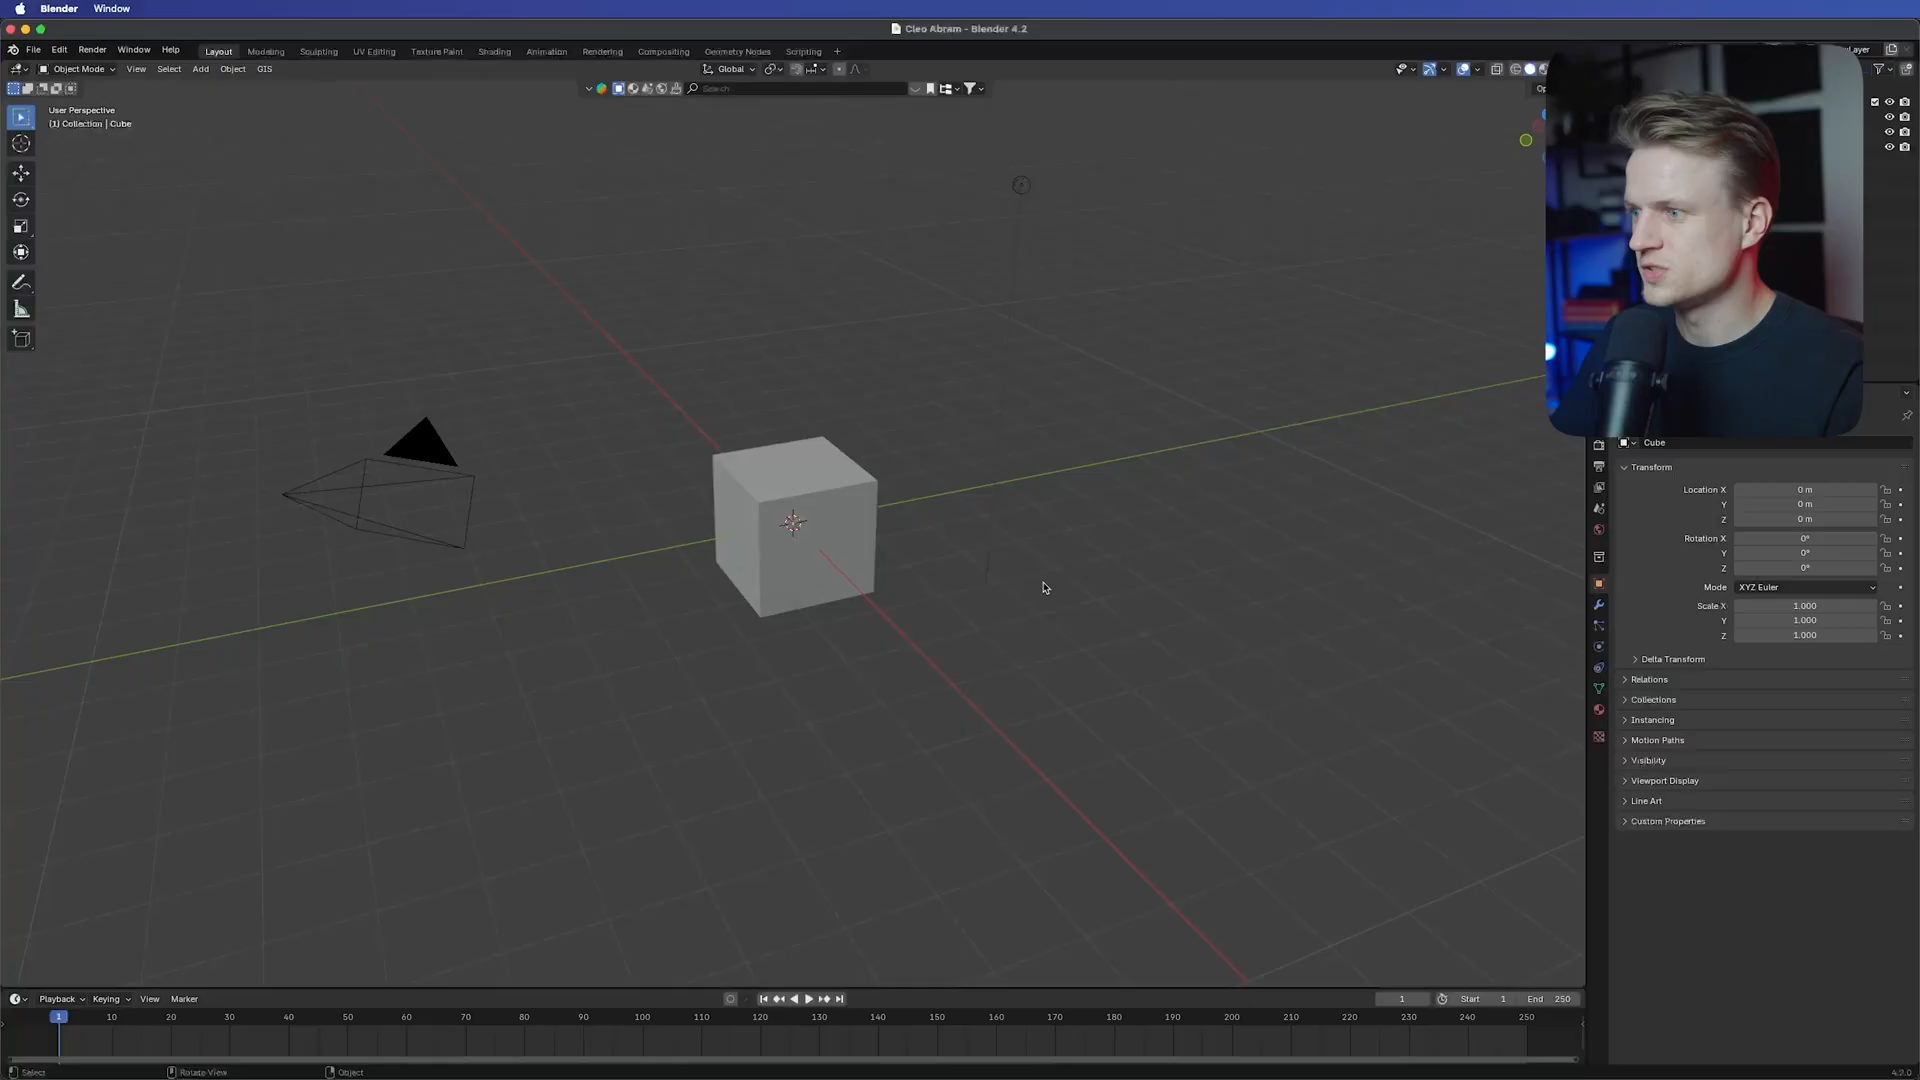 Blender Window
Cleo Abram - Blender 4.2
File Edit Render Window Help Layout Modeling Sculpting UV Editing Texture Paint Shading Animation Rendering Compositing Geometry Nodes Scripting +
Object Mode View Select Add Object GIS Global
Search
User Perspective
(1) Collection | Cube
Cube
Transform
Location X 0 m
Y 0 m
Z 0 m
Rotation X 0°
Y 0°
Z 0°
Mode XYZ Euler
Scale X 1.000
Y 1.000
Z 1.000
Delta Transform
Relations
Collections
Instancing
Motion Paths
Visibility
Viewport Display
Line Art
Custom Properties
Playback Keying View Marker 1 Start 1 End 250
1 10 20 30 40 50 60 70 80 90 100 110 120 130 140 150 160 170 180 190 200 210 220 230 240 250
Select Rotate View Object 4.2.0